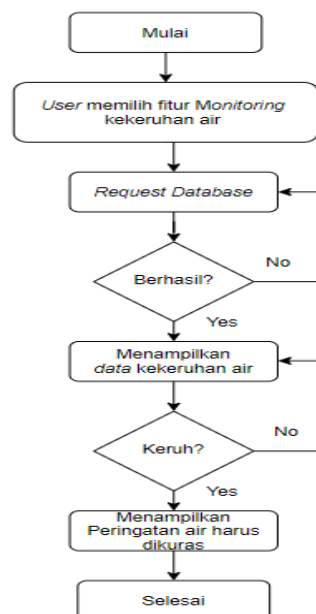 Mulai
User memilih fitur Monitoring
kekeruhan air
Request Database
Berhasil?
No
Yes
Menampilkan
data kekeruhan air
Keruh?
No
Yes
Menampilkan
Peringatan air harus
dikuras
Selesai